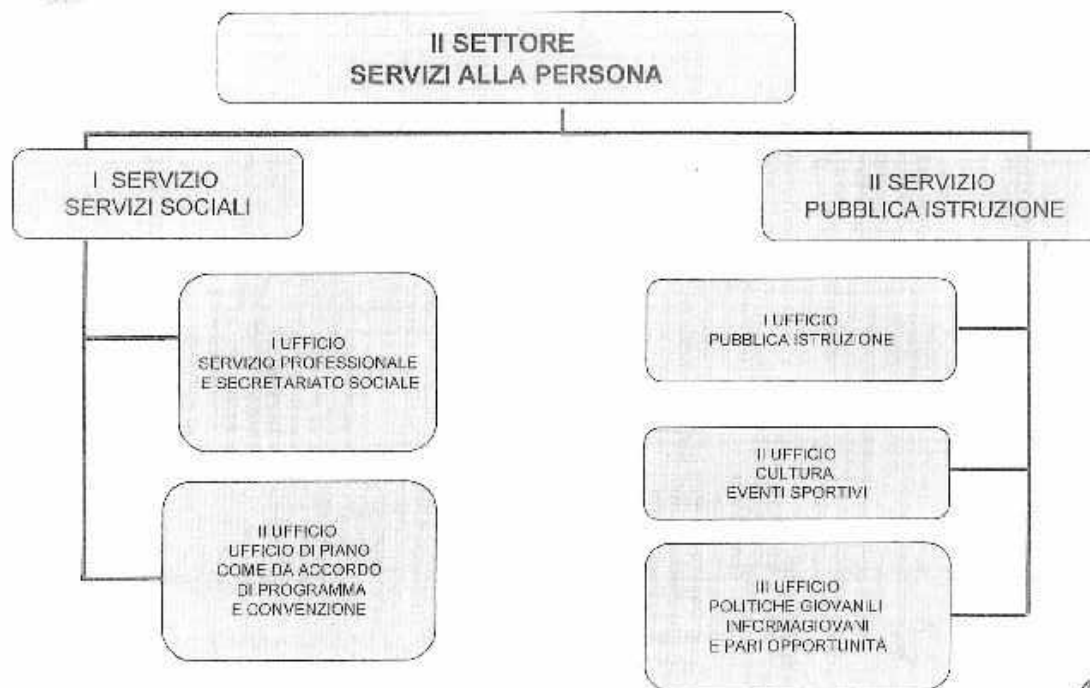 II SETTORE
SERVIZI ALLA PERSONA
I SERVIZIO
SERVIZI SOCIALI
II SERVIZIO
PUBBLICA ISTRUZIONE
I UFFICIO
SERVIZIO PROFESSIONALE
E SECRETARIATO SOCIALE
II UFFICIO
UFFICIO DI PIANO
COME DA ACCORDO
DI PROGRAMMA
E CONVENZIONE
I UFFICIO
PUBBLICA ISTRUZIONE
II UFFICIO
CULTURA
EVENTI SPORTIVI
III UFFICIO
POLITICHE GIOVANILI
INFORMAGIOVANI
E PARI OPPORTUNITÀ